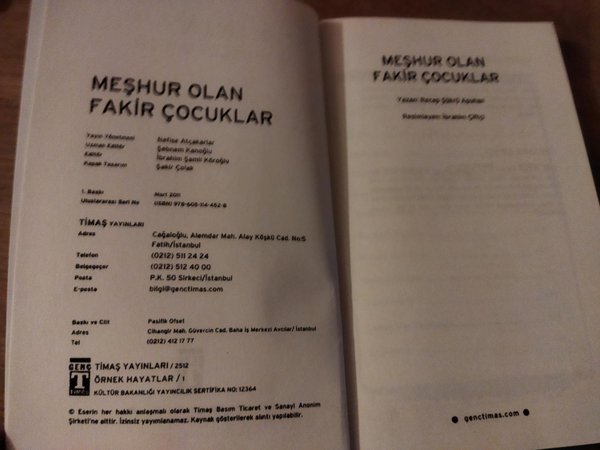 MEŞHUR OLAN
FAKİR ÇOCUKLAR
Yayın Yönetmeni Nefise Atçakarlar
Uzman Editör Şebnem Kanoğlu
Editör İbrahim Şamil Köroğlu
Kapak Tasarım Şakir Çolak
1. Baskı Mart 2011
Uluslararası Seri No (ISBN) 978-605-114-452-8
TİMAŞ YAYINLARI
Adres Cağaloğlu, Alemdar Mah. Alay Köşkü Cad. No:5
Fatih/İstanbul
Telefon (0212) 511 24 24
Belgegeçer (0212) 512 40 00
Posta P.K. 50 Sirkeci/İstanbul
E-posta bilgi@genctimas.com
Baskı ve Cilt Pasifik Ofset
Adres Cihangir Mah. Güvercin Cad. Baha İş Merkezi Avcılar/ İstanbul
Tel (0212) 412 17 77
GENÇ
TİMAŞ
TİMAŞ YAYINLARI / 2512
ÖRNEK HAYATLAR / 1
KÜLTÜR BAKANLIĞI YAYINCILIK SERTİFİKA NO: 12364
© Eserin her hakkı anlaşmalı olarak Timaş Basım Ticaret ve Sanayi Anonim
Şirketi'ne aittir. İzinsiz yayımlanamaz. Kaynak gösterilerek alıntı yapılabilir.
MEŞHUR OLAN
FAKİR ÇOCUKLAR
Yazan: Recep Şükrü Apuhan
Resimleyen: İbrahim Çiftçi
genctimas.com